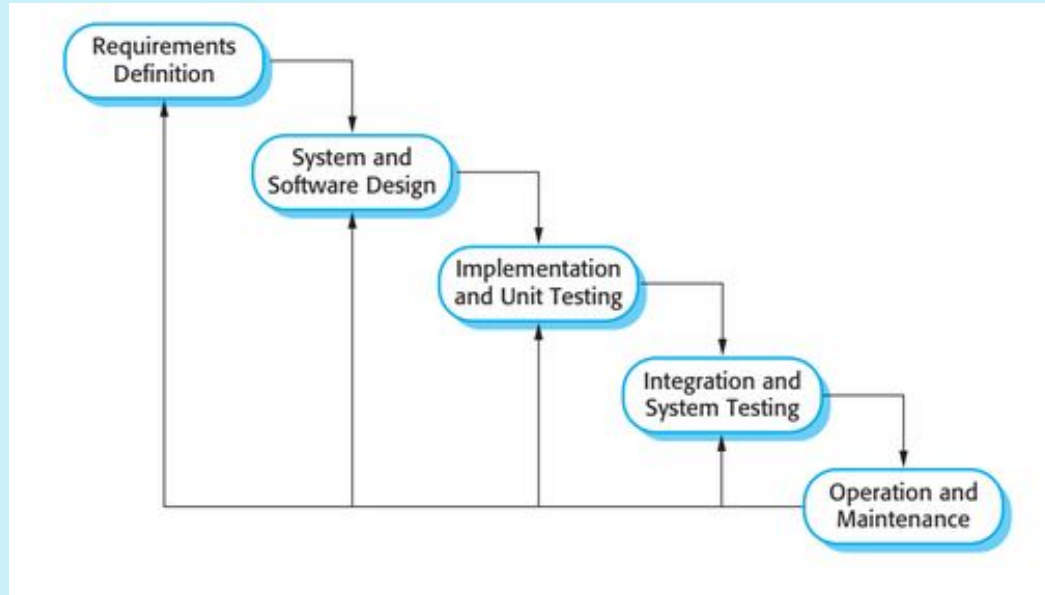 Requirements
Definition
System and
Software Design
Implementation
and Unit Testing
Integration and
System Testing
Operation and
Maintenance